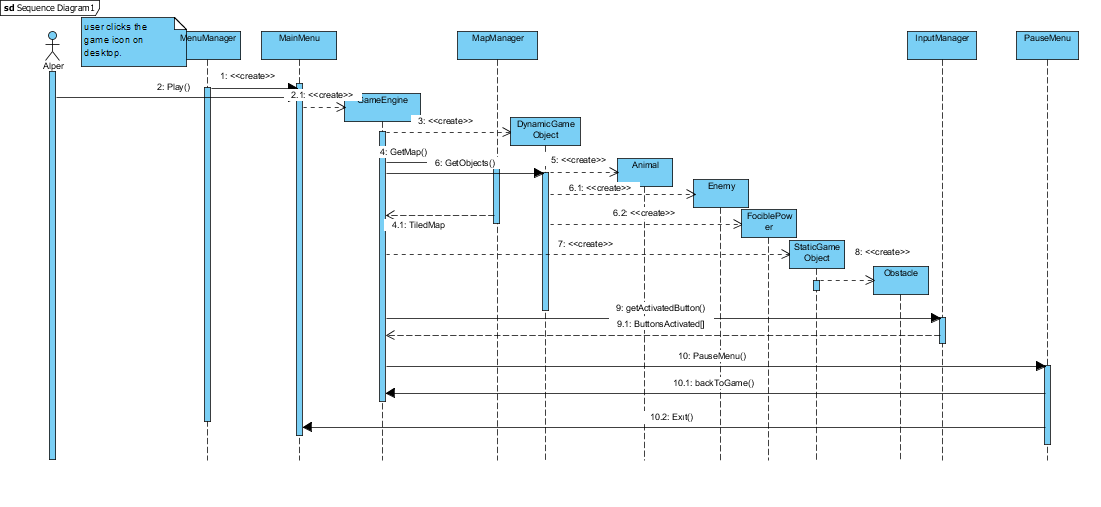 sd Sequence Diagram1
user clicks the
game icon on
desktop.
Alper
MenuManager
MainMenu
MapManager
InputManager
PauseMenu
1: <<create>>
2: Play()
2.1: <<create>>
GameEngine
3: <<create>>
DynamicGame
Object
4: GetMap()
6: GetObjects()
5: <<create>>
Animal
6.1: <<create>>
Enemy
4.1: TiledMap
6.2: <<create>>
FociblePow
er
7: <<create>>
StaticGame
Object
8: <<create>>
Obstacle
9: getActivatedButton()
9.1: ButtonsActivated[]
10: PauseMenu()
10.1: backToGame()
10.2: Exit()